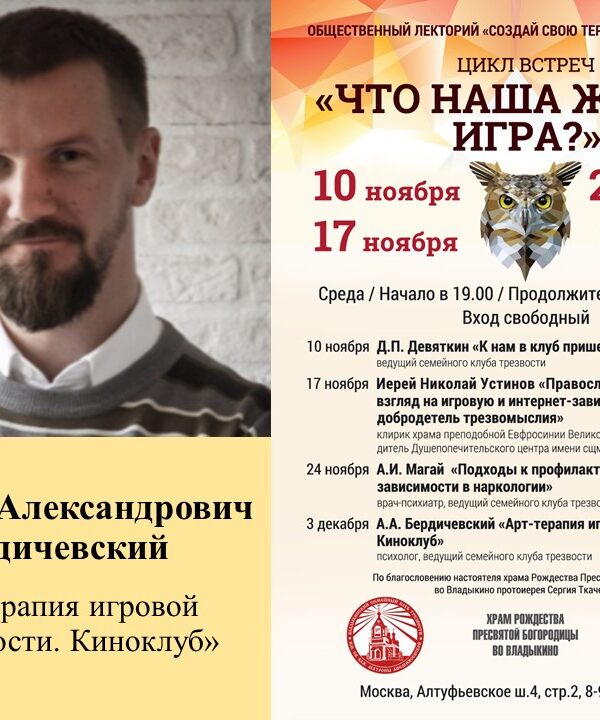 Александрович
дичевский
рапия игровой
ости. Киноклуб»
ОБЩЕСТВЕННЫЙ ЛЕКТОРИЙ «СОЗДАЙ СВОЮ ТЕР
ЦИКЛ ВСТРЕЧ
«ЧТО НАША Ж
ИГРА?»
10 ноября 2
17 ноября
Среда / Начало в 19.00 / Продолжите
Вход свободный
10 ноября Д.П. Девяткин «К нам в клуб прише
ведущий семейного клуба трезвости
17 ноября Иерей Николай Устинов «Правосл
взгляд на игровую и интернет-зави
добродетель трезвомыслия»
клирик храма преподобной Евфросинии Велико
дитель Душепопечительского центра имени сщм
24 ноября А.И. Магай «Подходы к профилакт
зависимости в наркологии»
врач-психиатр, ведущий семейного клуба трезво
3 декабря А.А. Бердичевский «Арт-терапия иг
Киноклуб»
психолог, ведущий семейного клуба трезвости
По благословению настоятеля храма Рождества Прес
во Владыкино протоиерея Сергия Ткаче
ХРАМ РОЖДЕСТВА
ПРЕСВЯТОЙ БОГОРОДИЦЫ
ВО ВЛАДЫКИНО
Москва, Алтуфьевское ш.4, стр.2, 8-9